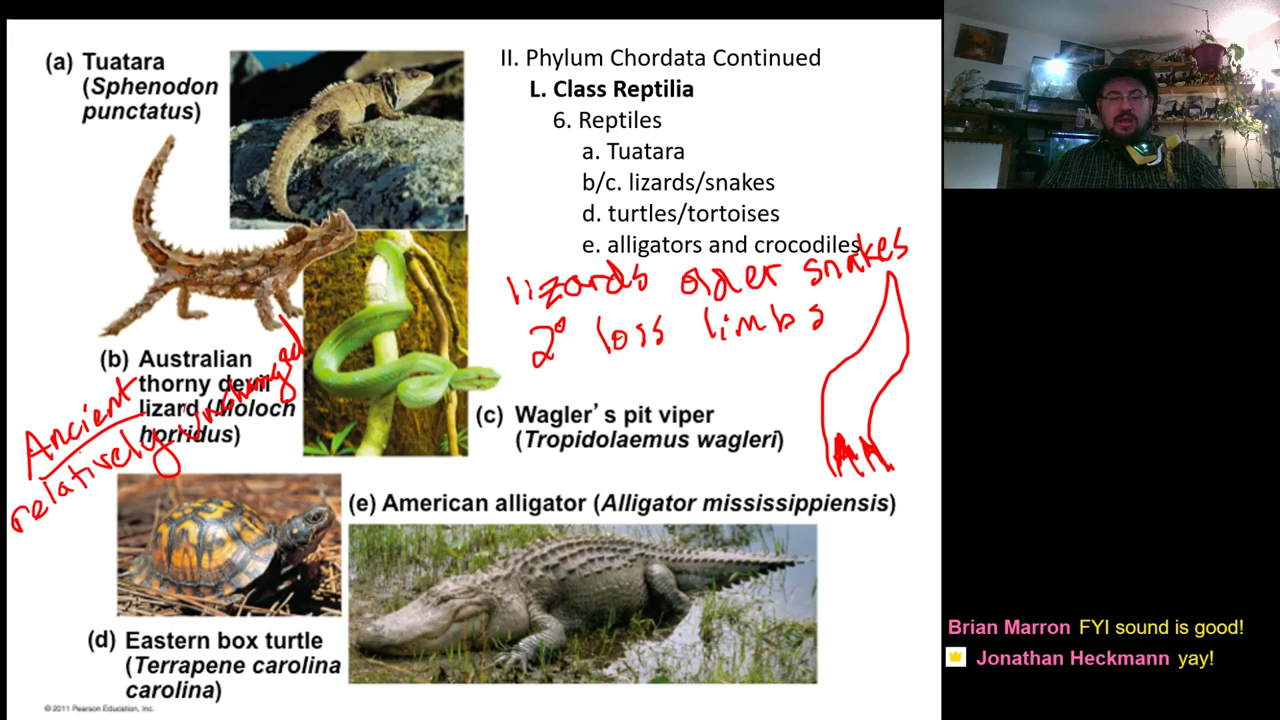 (a) Tuatara
(Sphenodon
punctatus)
II. Phylum Chordata Continued
L. Class Reptilia
6. Reptiles
a. Tuatara
b/c. lizards/snakes
d. turtles/tortoises
e. alligators and crocodiles
lizards older snakes
2° loss limbs
(b) Australian
thorny devil
lizard (Moloch
horridus)
Ancient
relatively unchanged
(c) Wagler's pit viper
(Tropidolaemus wagleri)
(e) American alligator (Alligator mississippiensis)
(d) Eastern box turtle
(Terrapene carolina
carolina)
© 2011 Pearson Education, Inc.
Brian Marron FYI sound is good!
Jonathan Heckmann yay!